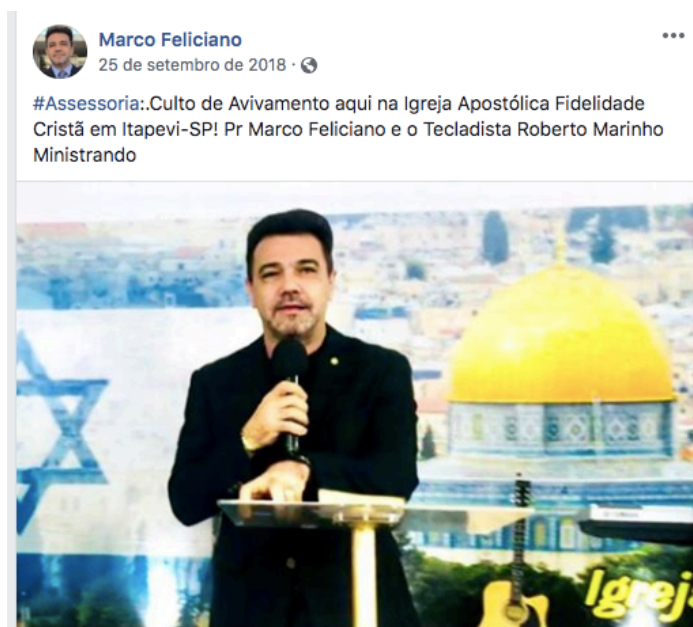 Marco Feliciano
25 de setembro de 2018 ·
#Assessoria:.Culto de Avivamento aqui na Igreja Apostólica Fidelidade
Cristã em Itapevi-SP! Pr Marco Feliciano e o Tecladista Roberto Marinho
Ministrando
Igreja